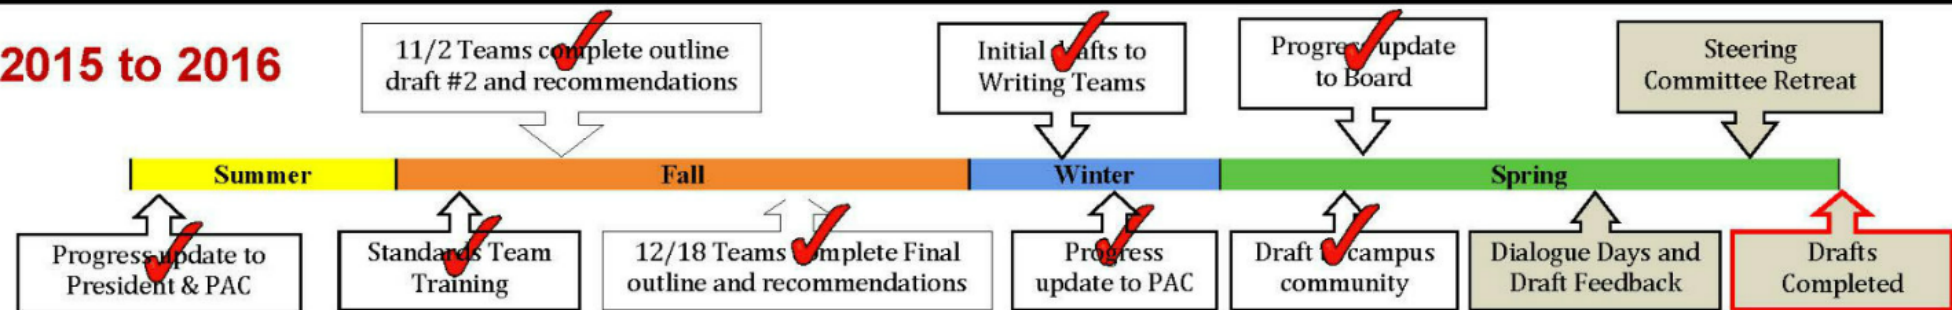 2015 to 2016
11/2 Teams complete outline
draft #2 and recommendations
Initial drafts to
Writing Teams
Progress update
to Board
Steering
Committee Retreat
Summer
Fall
Winter
Spring
Progress update to
President & PAC
Standards Team
Training
12/18 Teams complete Final
outline and recommendations
Progress
update to PAC
Draft campus
community
Dialogue Days and
Draft Feedback
Drafts
Completed